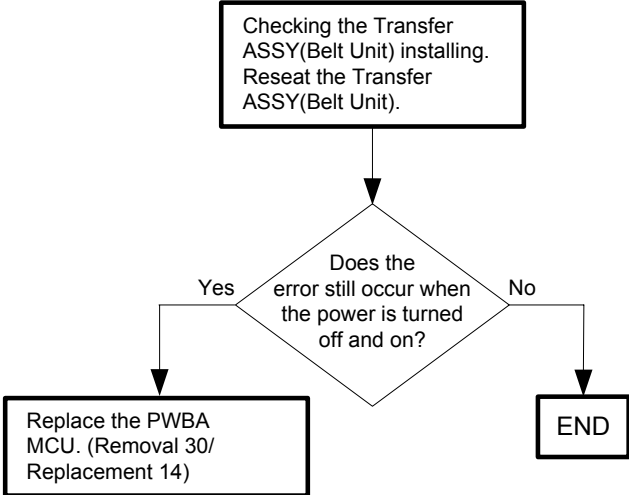 Checking the Transfer
ASSY(Belt Unit) installing.
Reseat the Transfer
ASSY(Belt Unit).
Does the
error still occur when
the power is turned
off and on?
Yes
No
Replace the PWBA
MCU. (Removal 30/
Replacement 14)
END